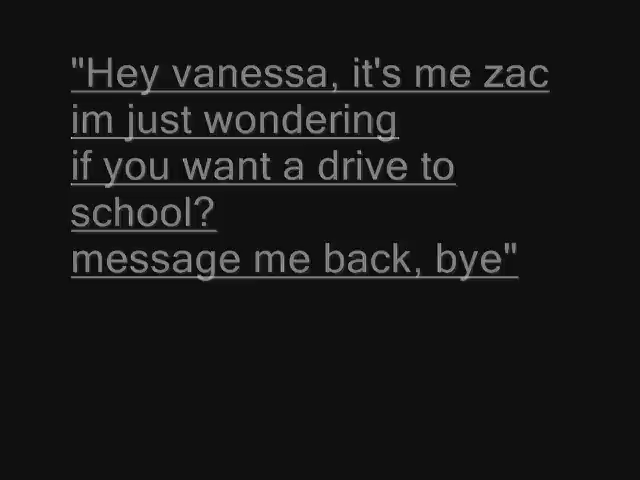 "Hey vanessa, it's me zac
im just wondering
if you want a drive to
school?
message me back, bye"